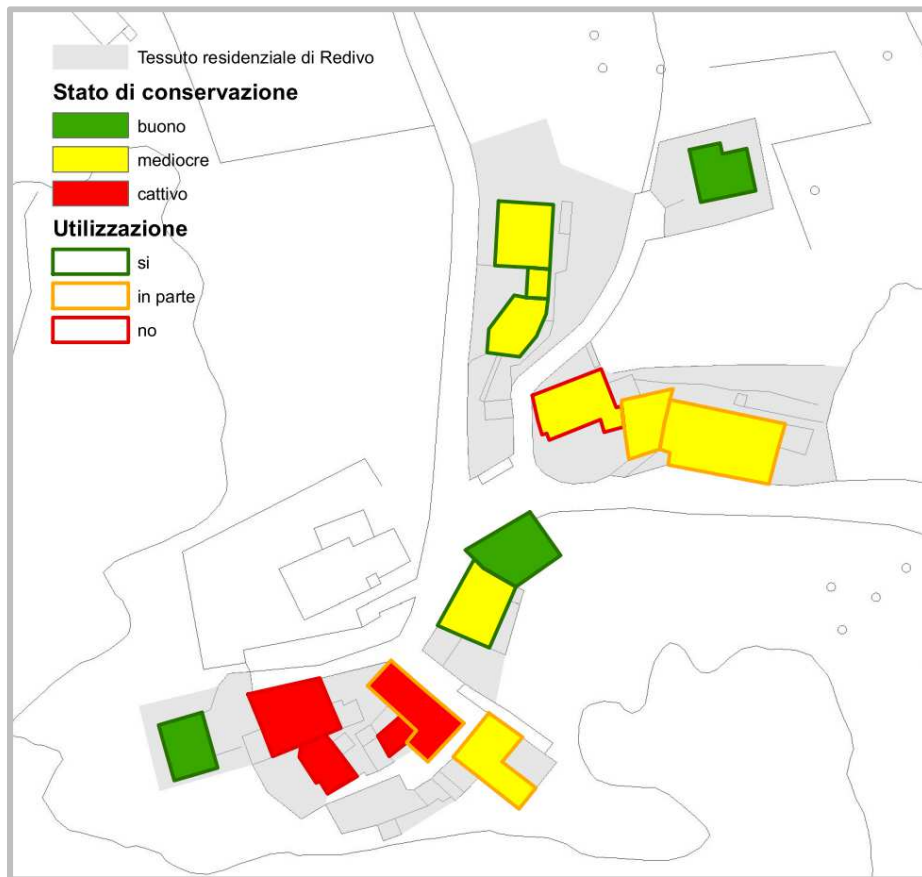 Tessuto residenziale di Redivo
Stato di conservazione
buono
mediocre
cattivo
Utilizzazione
si
in parte
no